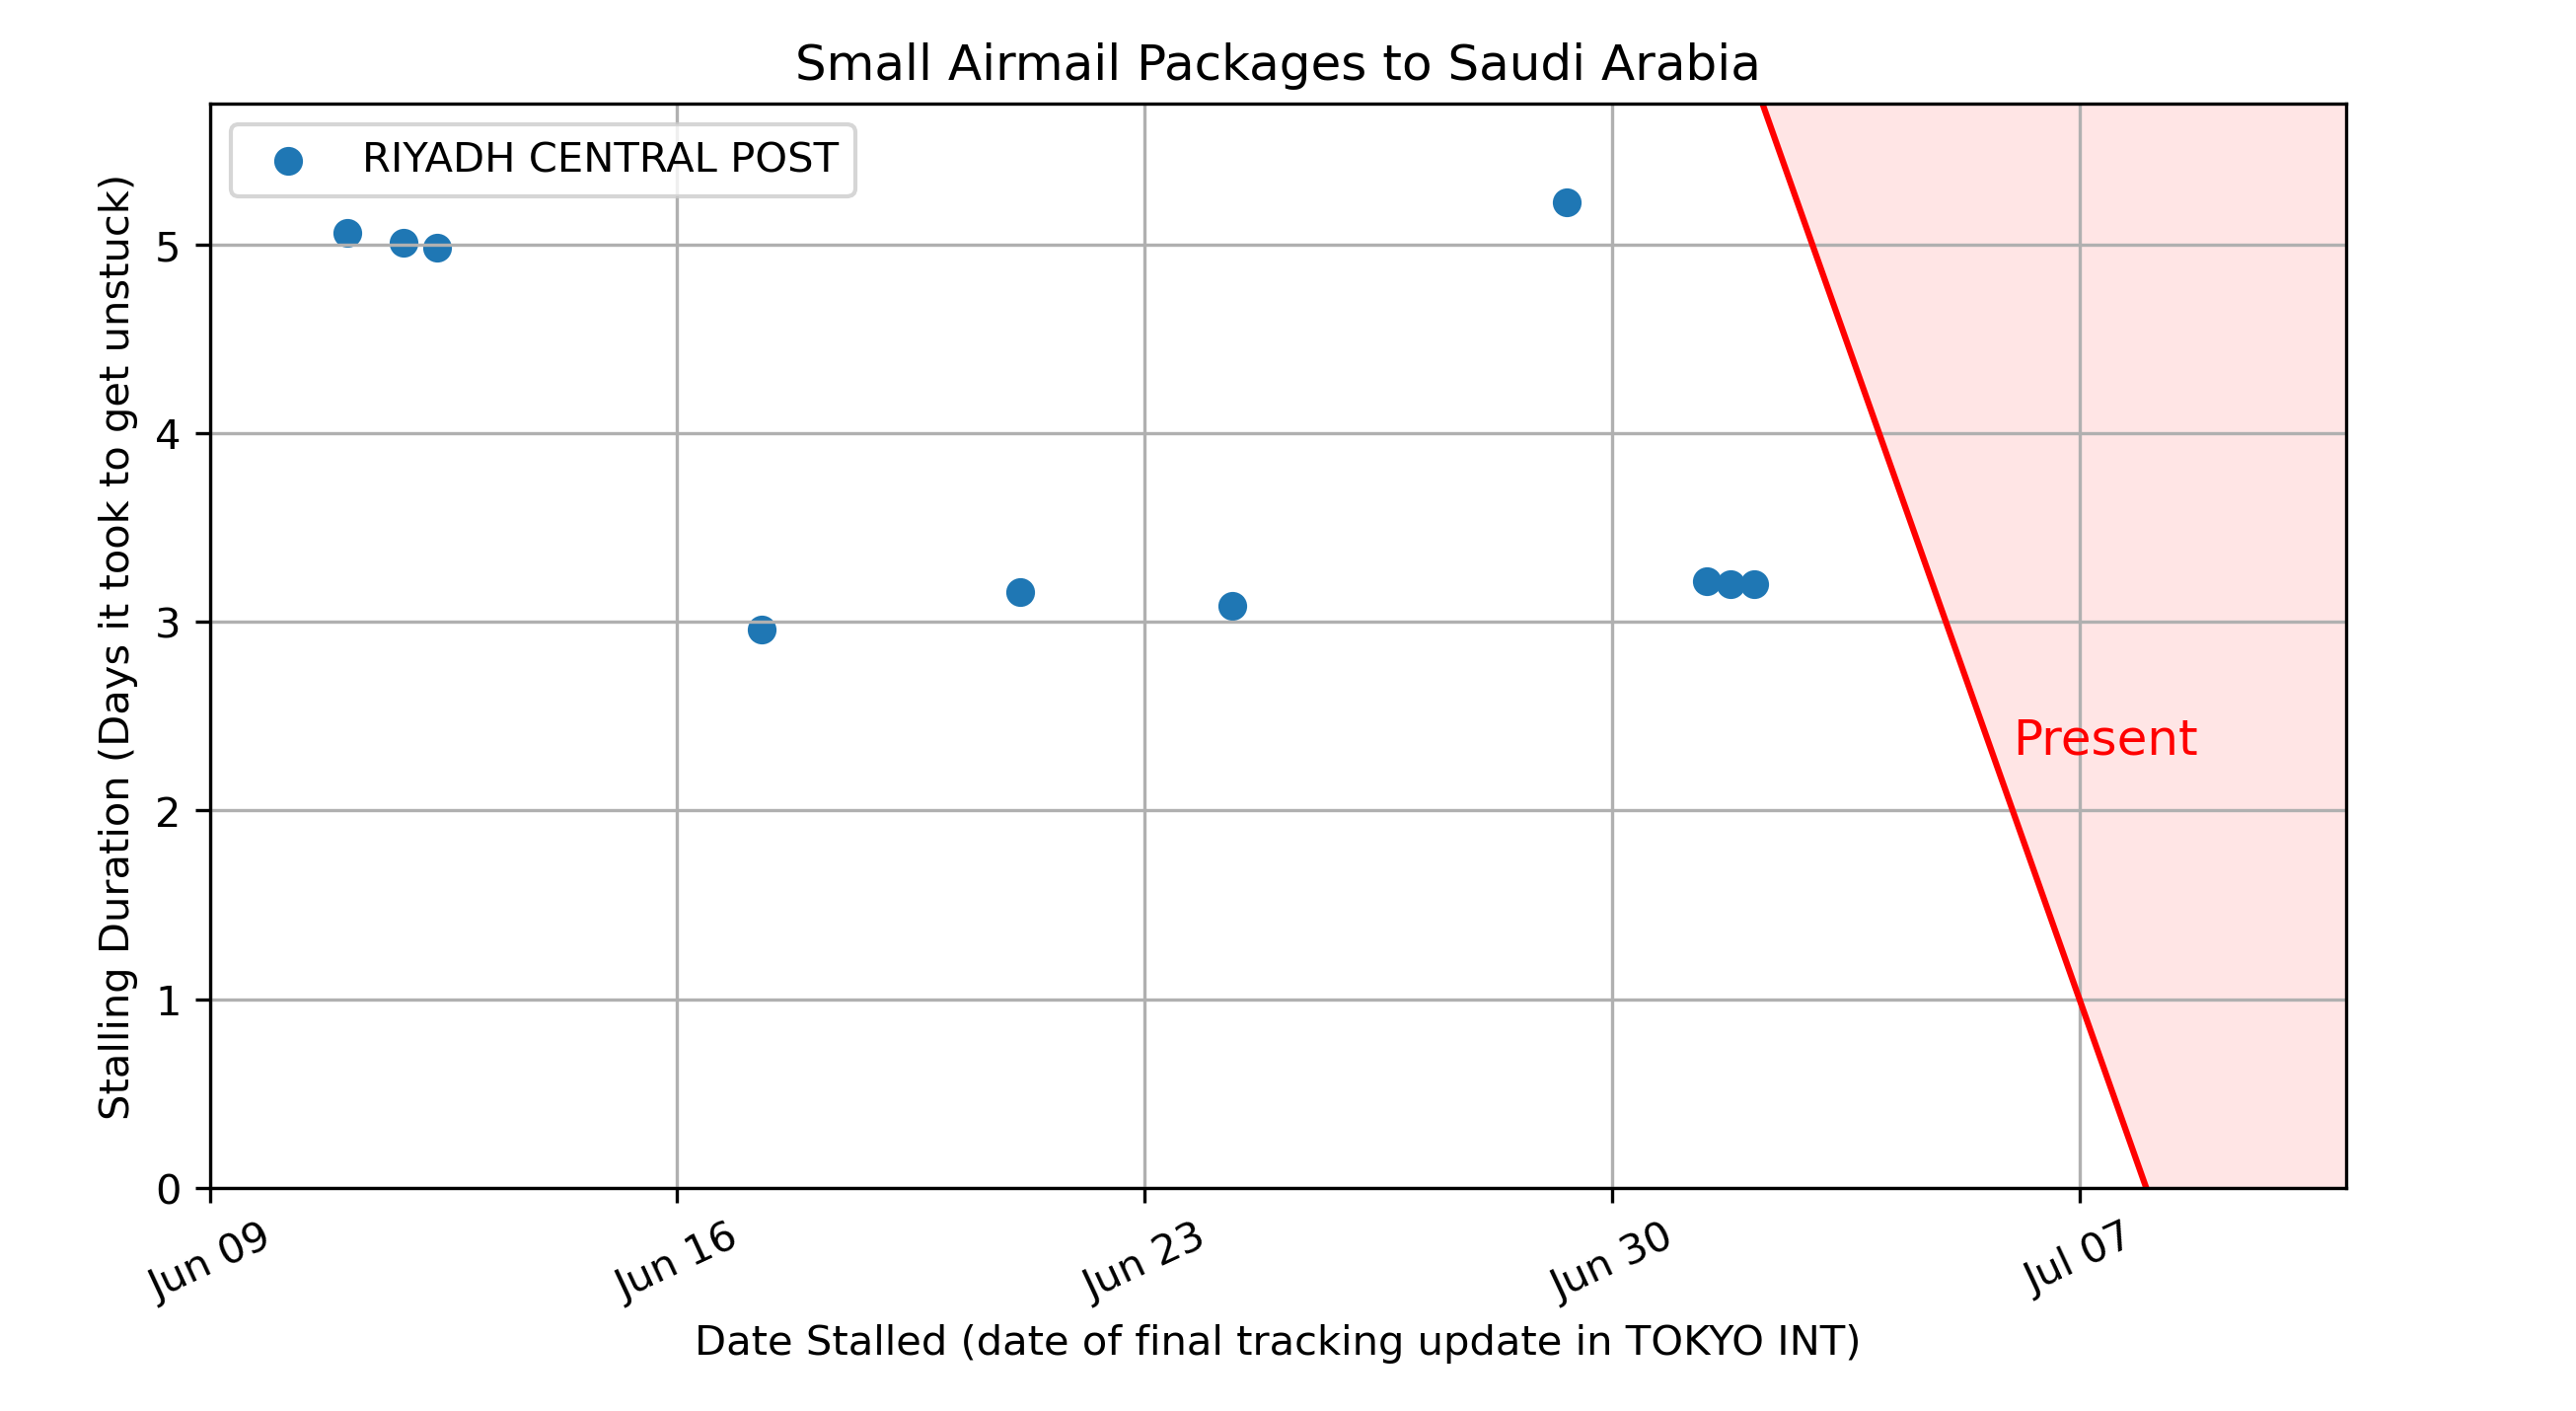 Small Airmail Packages to Saudi Arabia
RIYADH CENTRAL POST
Stalling Duration (Days it took to get unstuck)
5
4
3
2
1
0
Present
Jun 09
Jun 16
Jun 23
Jun 30
Jul 07
Date Stalled (date of final tracking update in TOKYO INT)